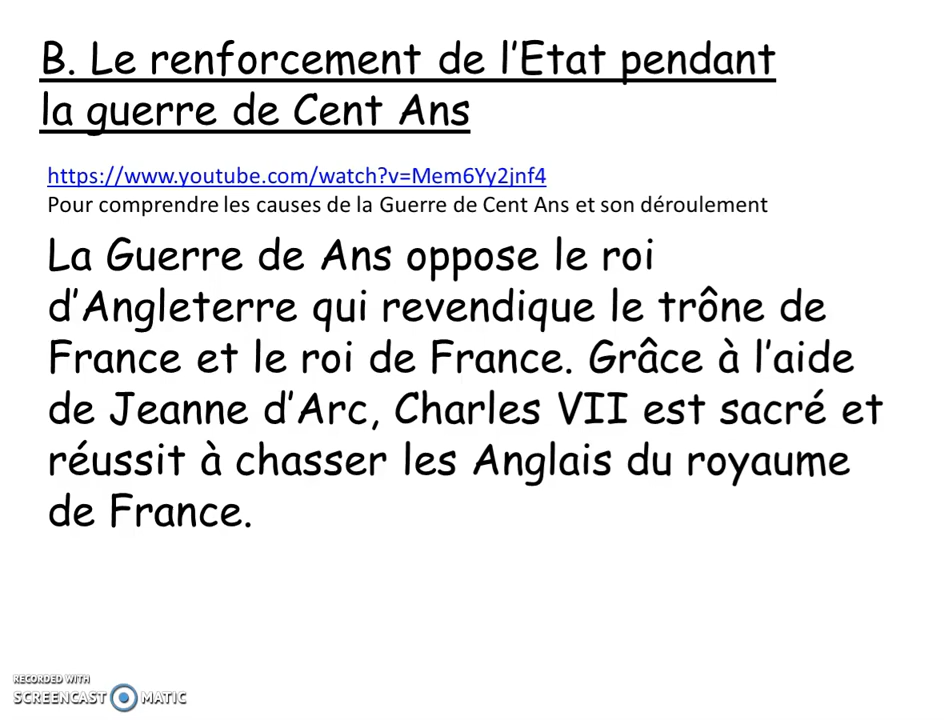 B. Le renforcement de l'Etat pendant
la guerre de Cent Ans
https://www.youtube.com/watch?v=Mem6Yy2jnf4
Pour comprendre les causes de la Guerre de Cent Ans et son déroulement
La Guerre de Ans oppose le roi
d'Angleterre qui revendique le trône de
France et le roi de France. Grâce à l'aide
de Jeanne d'Arc, Charles VII est sacré et
réussit à chasser les Anglais du royaume
de France.
RECORDED WITH
SCREENCAST MATIC